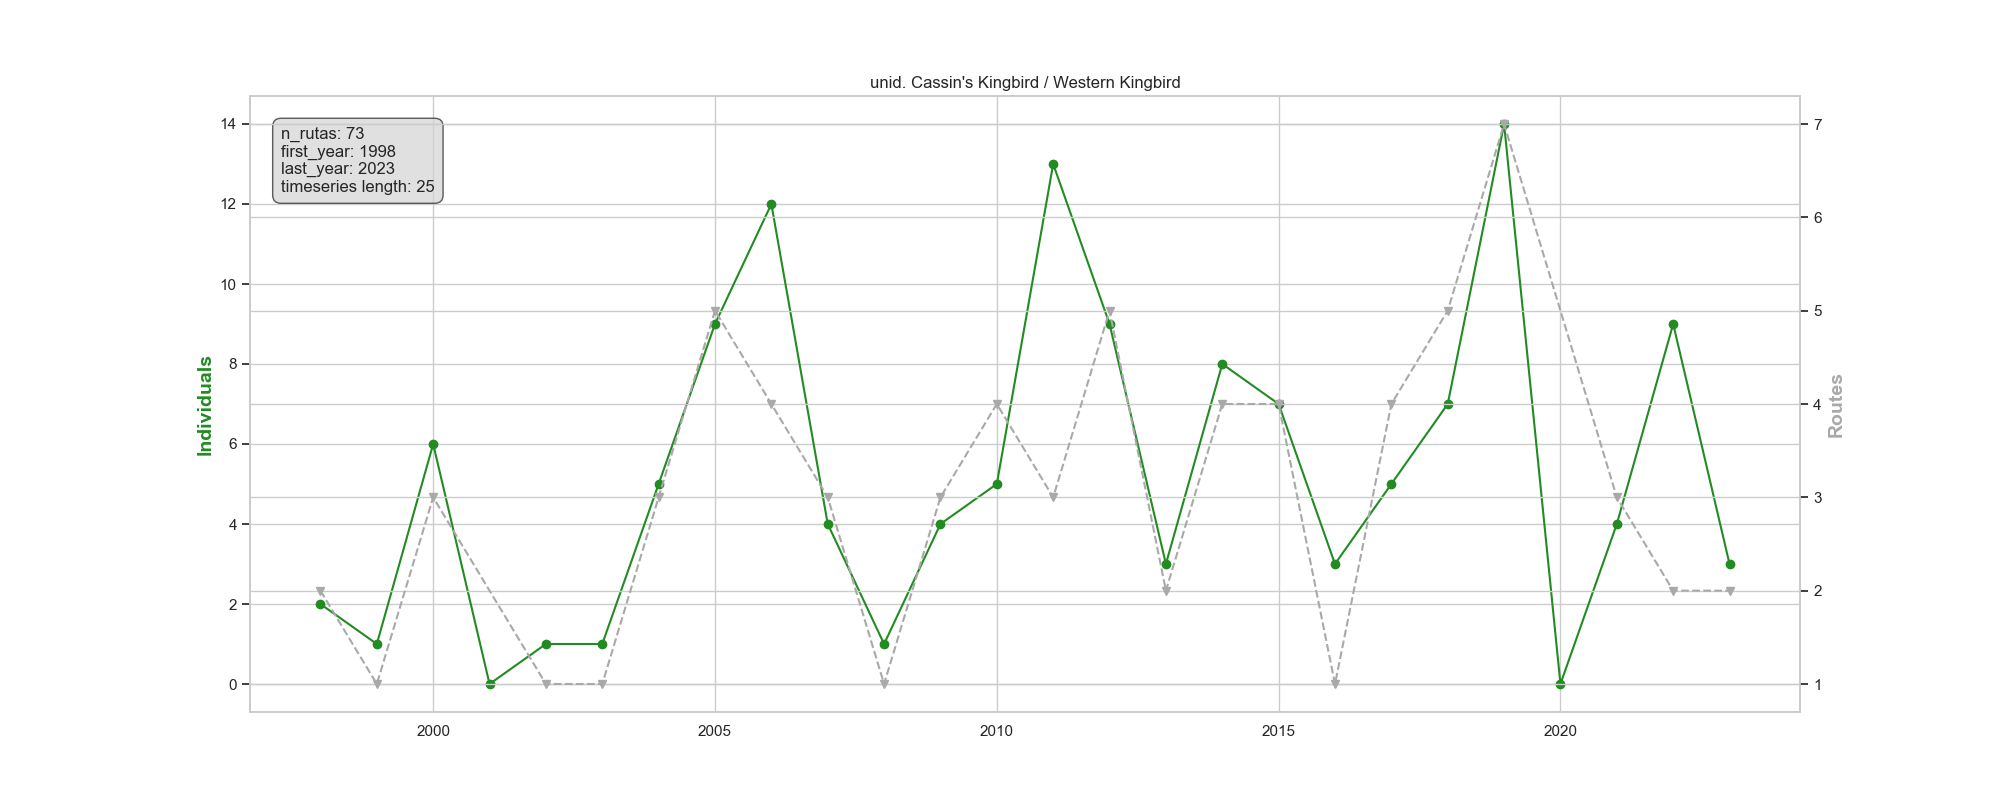 unid. Cassin's Kingbird / Western Kingbird
n_rutas: 73
first_year: 1998
last_year: 2023
timeseries length: 25
Individuals
14
12
10
8
6
4
2
0
7
6
5
4
3
2
1
Routes
2000
2005
2010
2015
2020